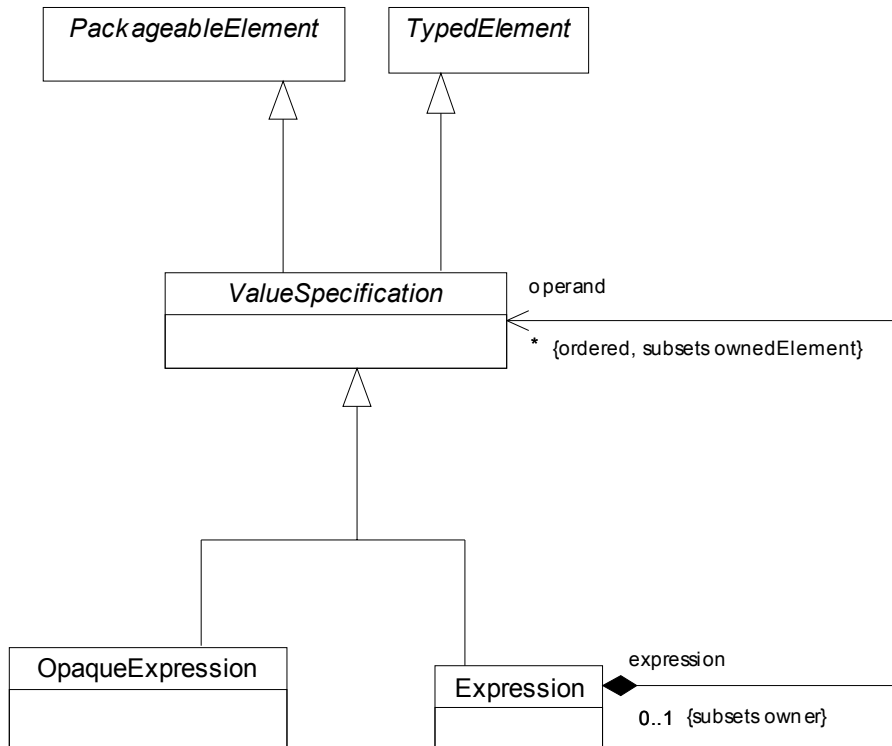 PackageableElement
TypedElement
ValueSpecification
operand
* {ordered, subsets ownedElement}
OpaqueExpression
Expression
expression
0..1 {subsets owner}